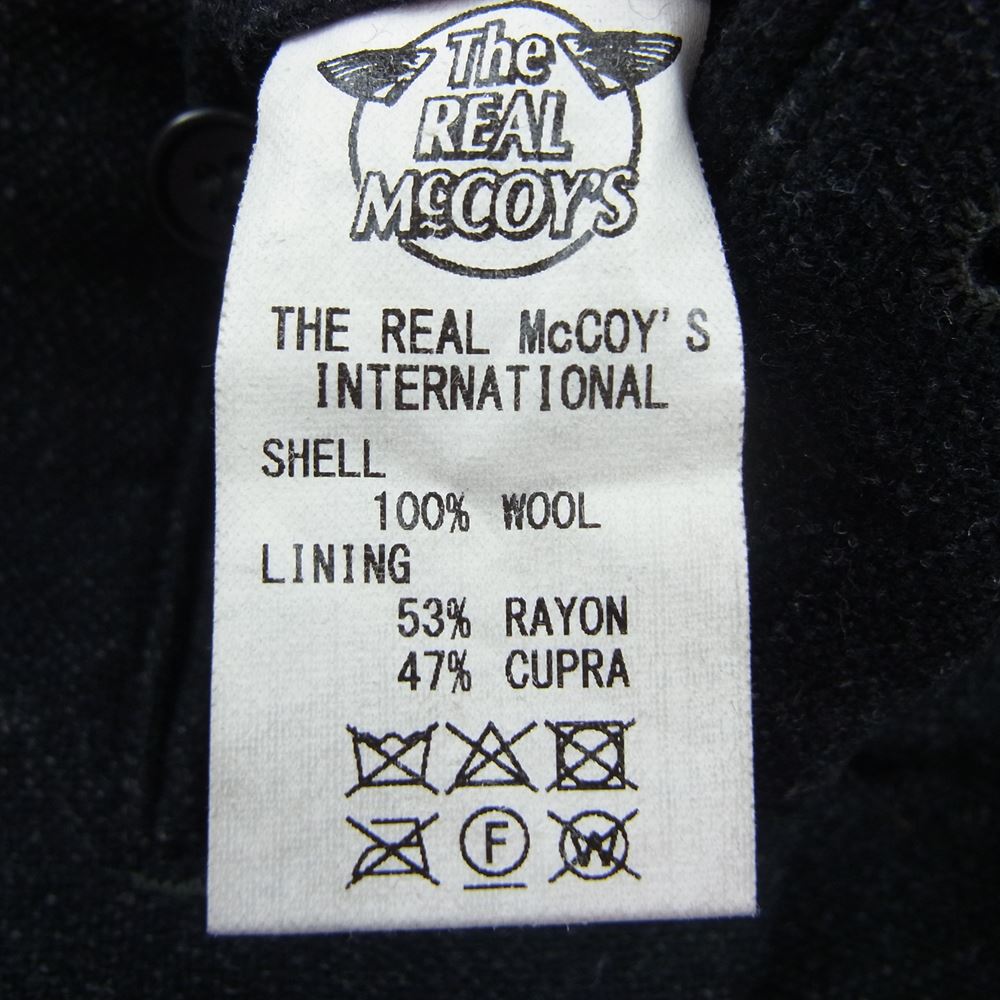 The
REAL
McCOY'S
THE REAL McCOY'S
INTERNATIONAL
SHELL
100% WOOL
LINING
53% RAYON
47% CUPRA
F
W